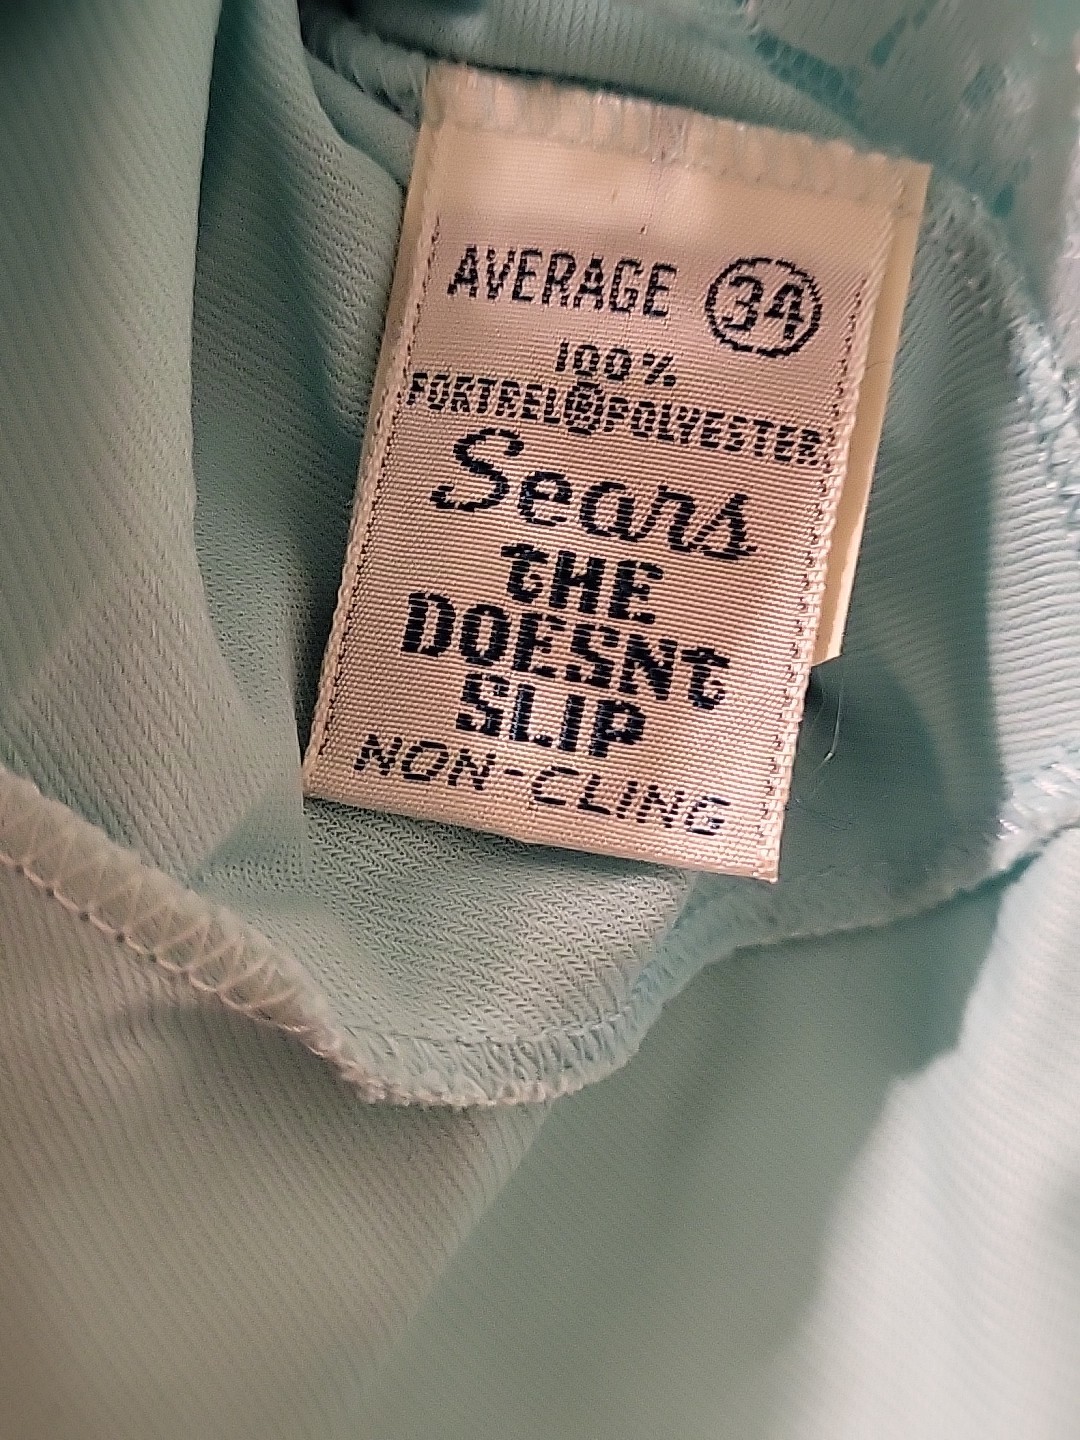 AVERAGE 34
100%
FORTREL®POLYESTER
Sears
tHE
DOESNt
SLIP
NON-CLING